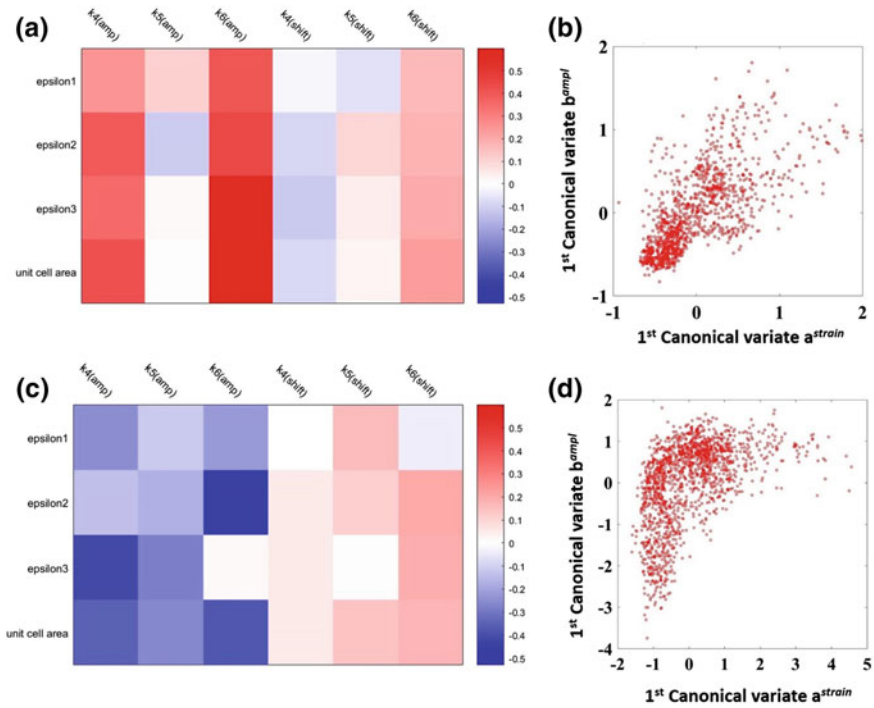 (a)
k4(amp) k5(amp) k6(amp) k4(shift) k5(shift) k6(shift)
epsilon1
epsilon2
epsilon3
unit cell area
0.5
0.4
0.3
0.2
0.1
0
-0.1
-0.2
-0.3
-0.4
-0.5
(b)
2
1
0
-1
-1 0 1 2
1st Canonical variate b^ampl
1st Canonical variate a^strain
(c)
k4(amp) k5(amp) k6(amp) k4(shift) k5(shift) k6(shift)
epsilon1
epsilon2
epsilon3
unit cell area
0.5
0.4
0.3
0.2
0.1
0
-0.1
-0.2
-0.3
-0.4
-0.5
(d)
2
1
0
-1
-2
-3
-4
-2 -1 0 1 2 3 4 5
1st Canonical variate b^ampl
1st Canonical variate a^strain